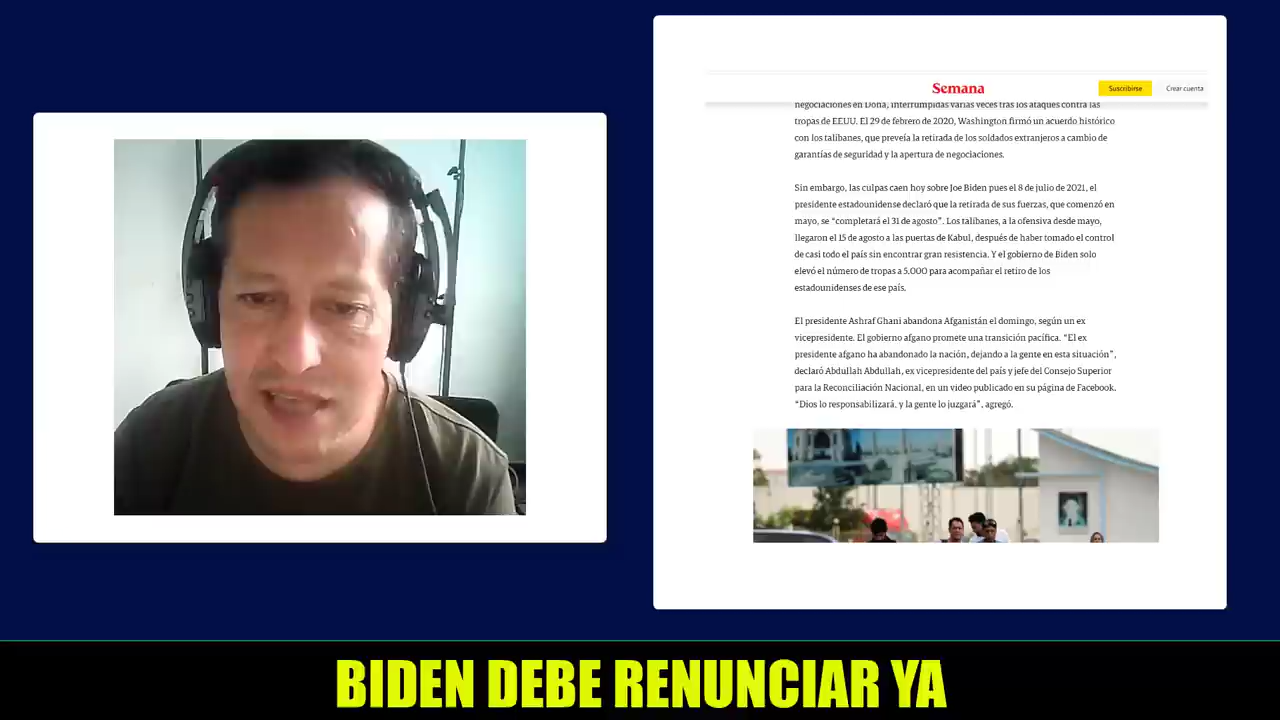 Semana
Suscribirse
Crear cuenta
negociaciones en Doha, interrumpidas varias veces tras los ataques contra las
tropas de EE.UU. El 29 de febrero de 2020, Washington firmó un acuerdo histórico
con los talibanes, que preveía la retirada de los soldados extranjeros a cambio de
garantías de seguridad y la apertura de negociaciones.
Sin embargo, las culpas caen hoy sobre Joe Biden pues el 8 de julio de 2021, el
presidente estadounidense declaró que la retirada de sus fuerzas, que comenzó en
mayo, se “completará el 31 de agosto”. Los talibanes, a la ofensiva desde mayo,
llegaron el 15 de agosto a las puertas de Kabul, después de haber tomado el control
de casi todo el país sin encontrar gran resistencia. Y el gobierno de Biden solo
elevó el número de tropas a 5.000 para acompañar el retiro de los
estadounidenses de ese país.
El presidente Ashraf Ghani abandona Afganistán el domingo, según un ex
vicepresidente. El gobierno afgano promete una transición pacífica. “El ex
presidente afgano ha abandonado la nación, dejando a la gente en esta situación”,
declaró Abdullah Abdullah, ex vicepresidente del país y jefe del Consejo Superior
para la Reconciliación Nacional, en un video publicado en su página de Facebook.
“Dios lo responsabilizará, y la gente lo juzgará”, agregó.
BIDEN DEBE RENUNCIAR YA